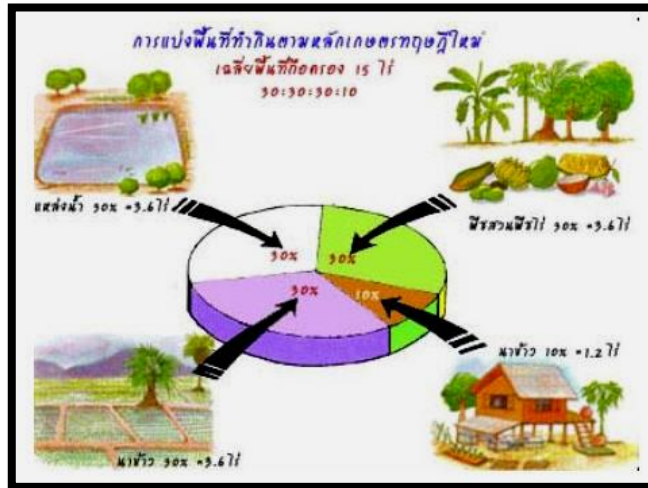 การแบ่งพื้นที่ทำกินตามหลักเกษตรทฤษฎีใหม่
เฉลี่ยพื้นที่ถือครอง 15 ไร่
30:30:30:10
แหล่งน้ำ 30% =3.6 ไร่
พืชสวนพืชไร่ 30% =3.6 ไร่
30%
30%
30%
10%
นาข้าว 10% =1.2 ไร่
นาข้าว 30% =3.6 ไร่